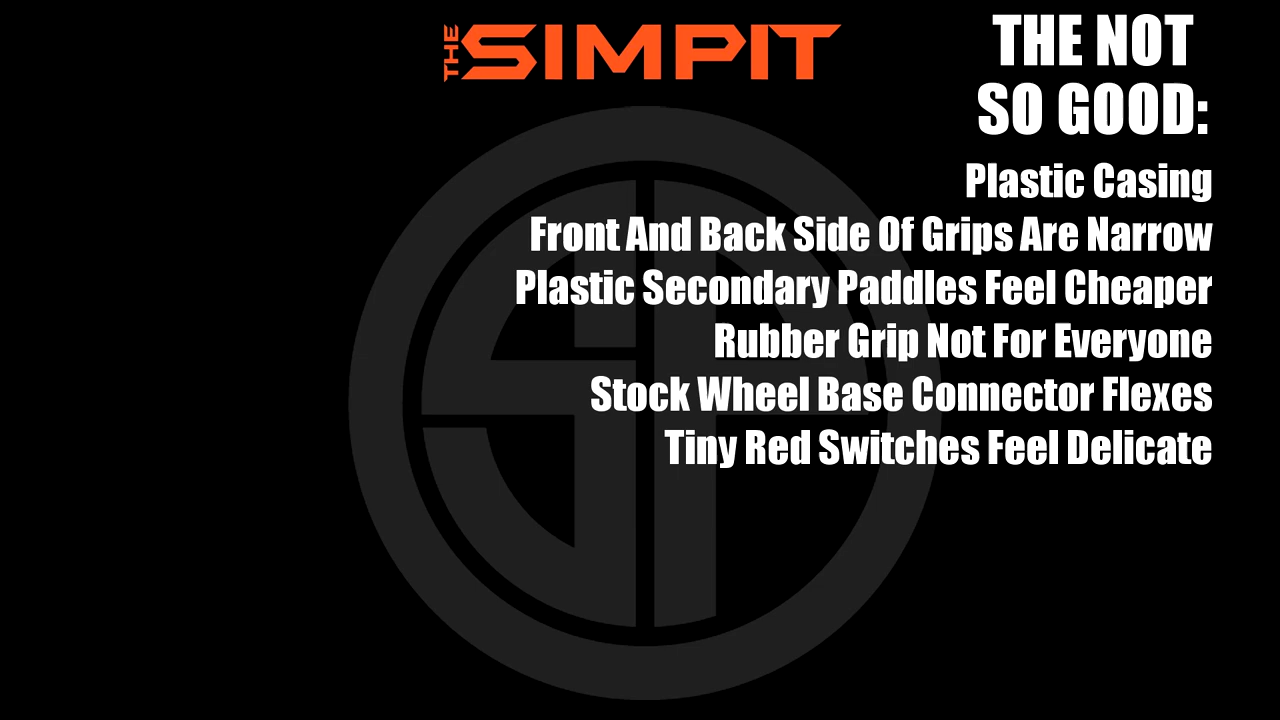 THE SIMPIT
THE NOT
SO GOOD:
Plastic Casing
Front And Back Side Of Grips Are Narrow
Plastic Secondary Paddles Feel Cheaper
Rubber Grip Not For Everyone
Stock Wheel Base Connector Flexes
Tiny Red Switches Feel Delicate
SP